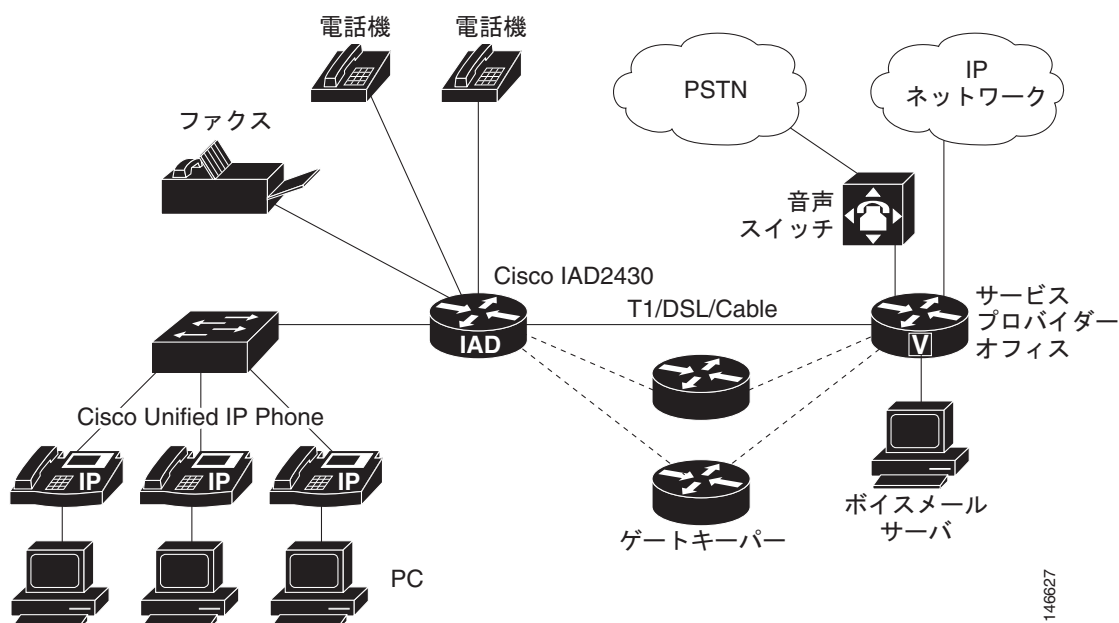 電話機
電話機
PSTN
IP
ネットワーク
ファクス
音声
スイッチ
Cisco IAD2430
T1/DSL/Cable
サービス
プロバイダー
オフィス
IAD
V
Cisco Unified IP Phone
IP
IP
IP
ボイスメール
サーバ
ゲートキーパー
PC
146627